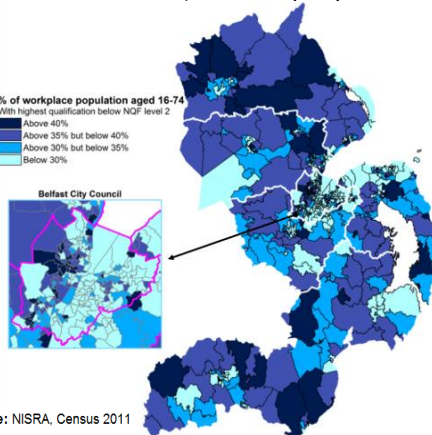 % of workplace population aged 16-74
With highest qualification below NQF level 2
Above 40%
Above 35% but below 40%
Above 30% but below 35%
Below 30%
Belfast City Council
e: NISRA, Census 2011